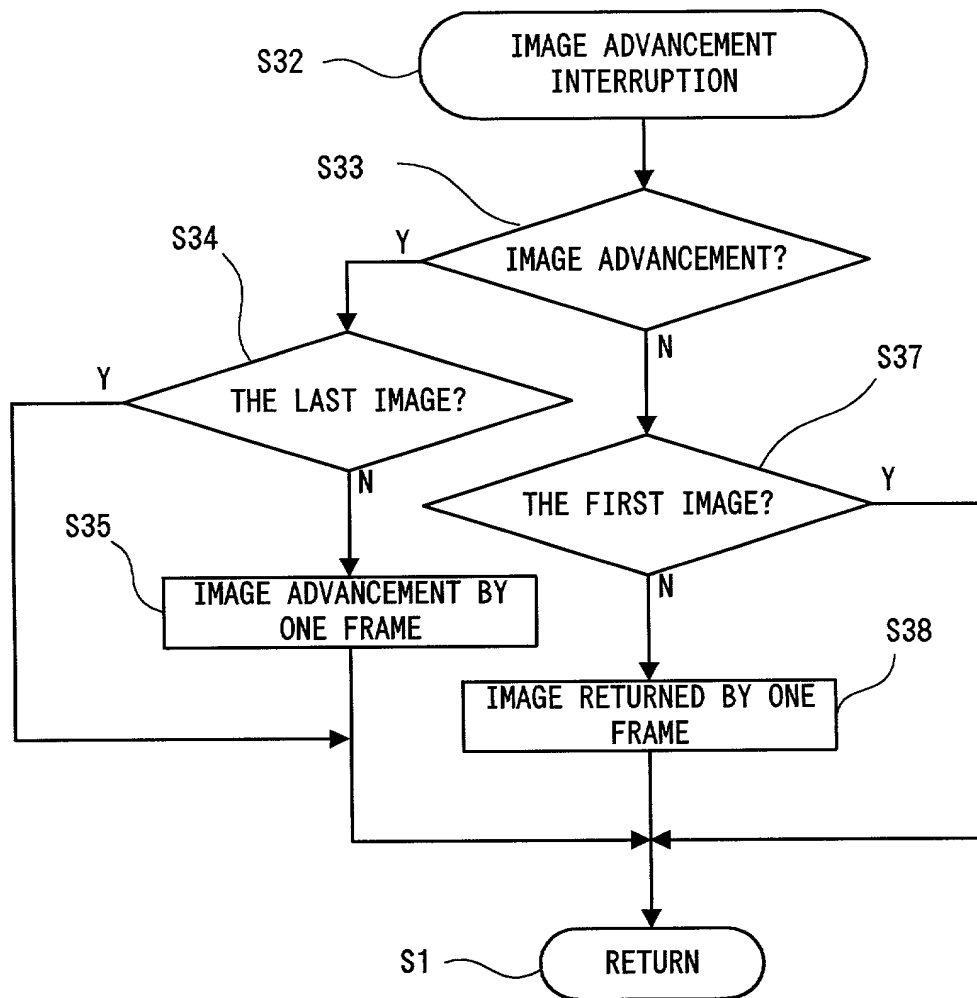 S32
IMAGE ADVANCEMENT
INTERRUPTION
S33
IMAGE ADVANCEMENT?
Y
N
S34
THE LAST IMAGE?
Y
N
S37
THE FIRST IMAGE?
Y
N
S35
IMAGE ADVANCEMENT BY
ONE FRAME
S38
IMAGE RETURNED BY ONE
FRAME
S1
RETURN